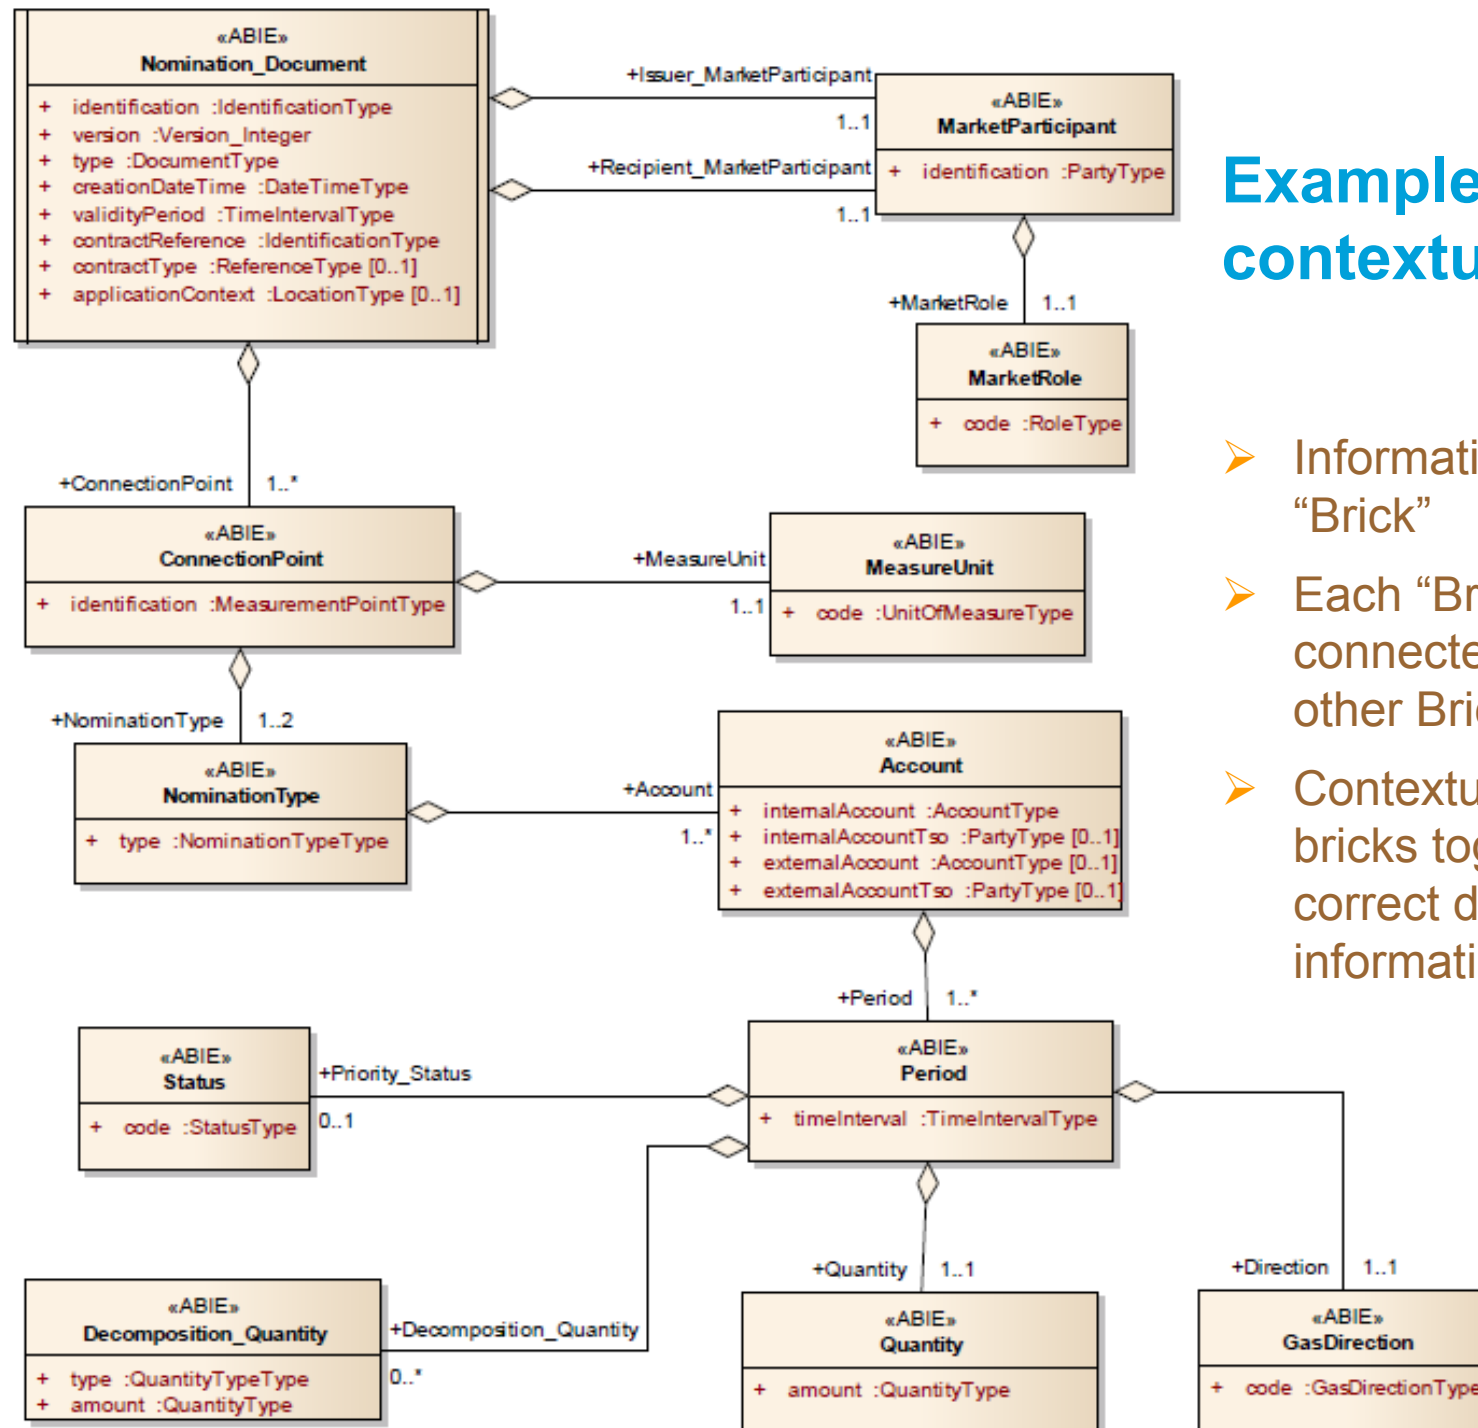 «ABIE»
Nomination_Document
+ identification :IdentificationType
+ version :Version_Integer
+ type :DocumentType
+ creationDateTime :DateTimeType
+ validityPeriod :TimeIntervalType
+ contractReference :IdentificationType
+ contractType :ReferenceType [0..1]
+ applicationContext :LocationType [0..1]
+Issuer_MarketParticipant
1..1
+Recipient_MarketParticipant
1..1
«ABIE»
MarketParticipant
+ identification :PartyType
+MarketRole 1..1
«ABIE»
MarketRole
+ code :RoleType
Example
contextu
+ConnectionPoint 1..*
«ABIE»
ConnectionPoint
+ identification :MeasurementPointType
+MeasureUnit
1..1
«ABIE»
MeasureUnit
+ code :UnitOfMeasureType
+NominationType 1..2
«ABIE»
NominationType
+ type :NominationTypeType
+Account
1..*
«ABIE»
Account
+ internalAccount :AccountType
+ internalAccountTso :PartyType [0..1]
+ externalAccount :AccountType [0..1]
+ externalAccountTso :PartyType [0..1]
➢ Informati
“Brick”
➢ Each “Br
connecte
other Bri
➢ Contextu
bricks tog
correct d
informati
+Period 1..*
«ABIE»
Period
+ timeInterval :TimeIntervalType
+Priority_Status
0..1
«ABIE»
Status
+ code :StatusType
+Decomposition_Quantity
0..*
«ABIE»
Decomposition_Quantity
+ type :QuantityTypeType
+ amount :QuantityType
+Quantity 1..1
«ABIE»
Quantity
+ amount :QuantityType
+Direction 1..1
«ABIE»
GasDirection
+ code :GasDirectionType